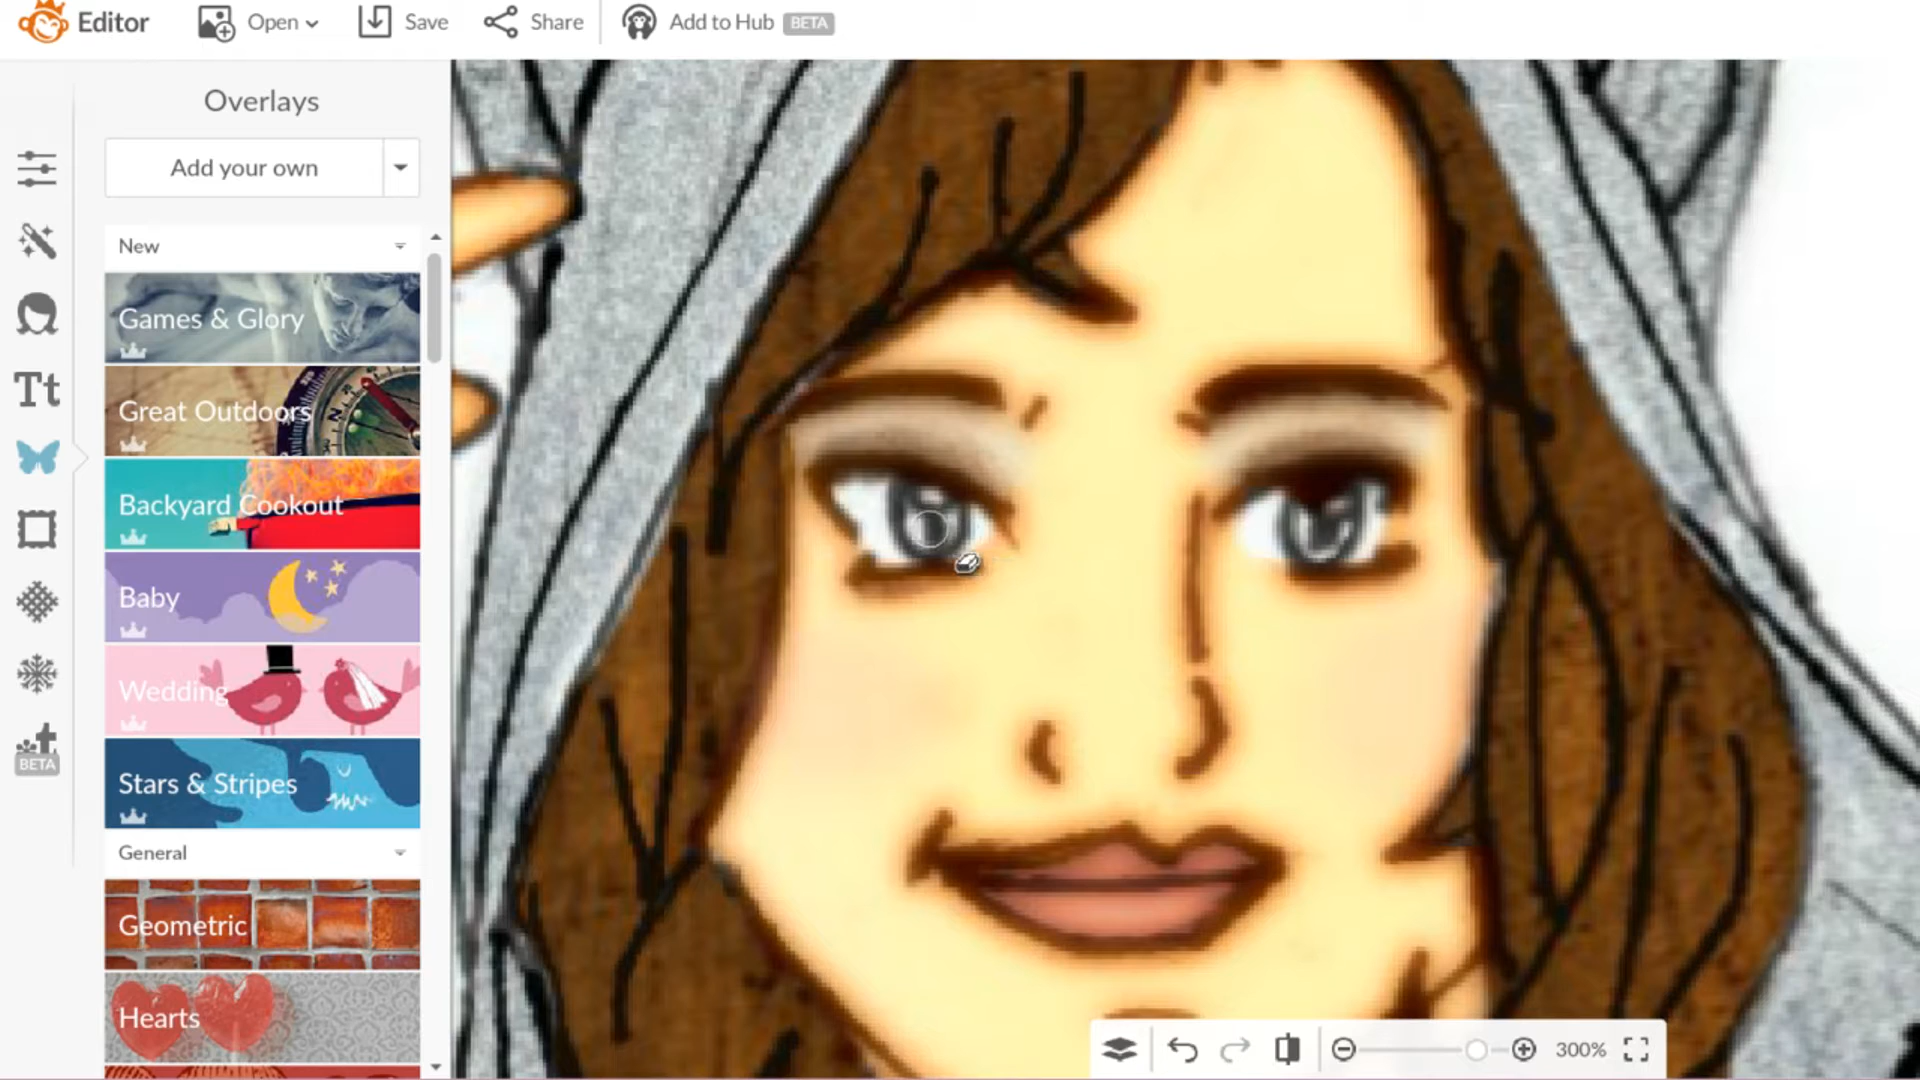 Editor
Open
Save
Share
Add to Hub BETA
Overlays
Add your own
New
Games & Glory
Great Outdoors
Backyard Cookout
Baby
Wedding
Stars & Stripes
General
Geometric
Hearts
Tt
BETA
300%